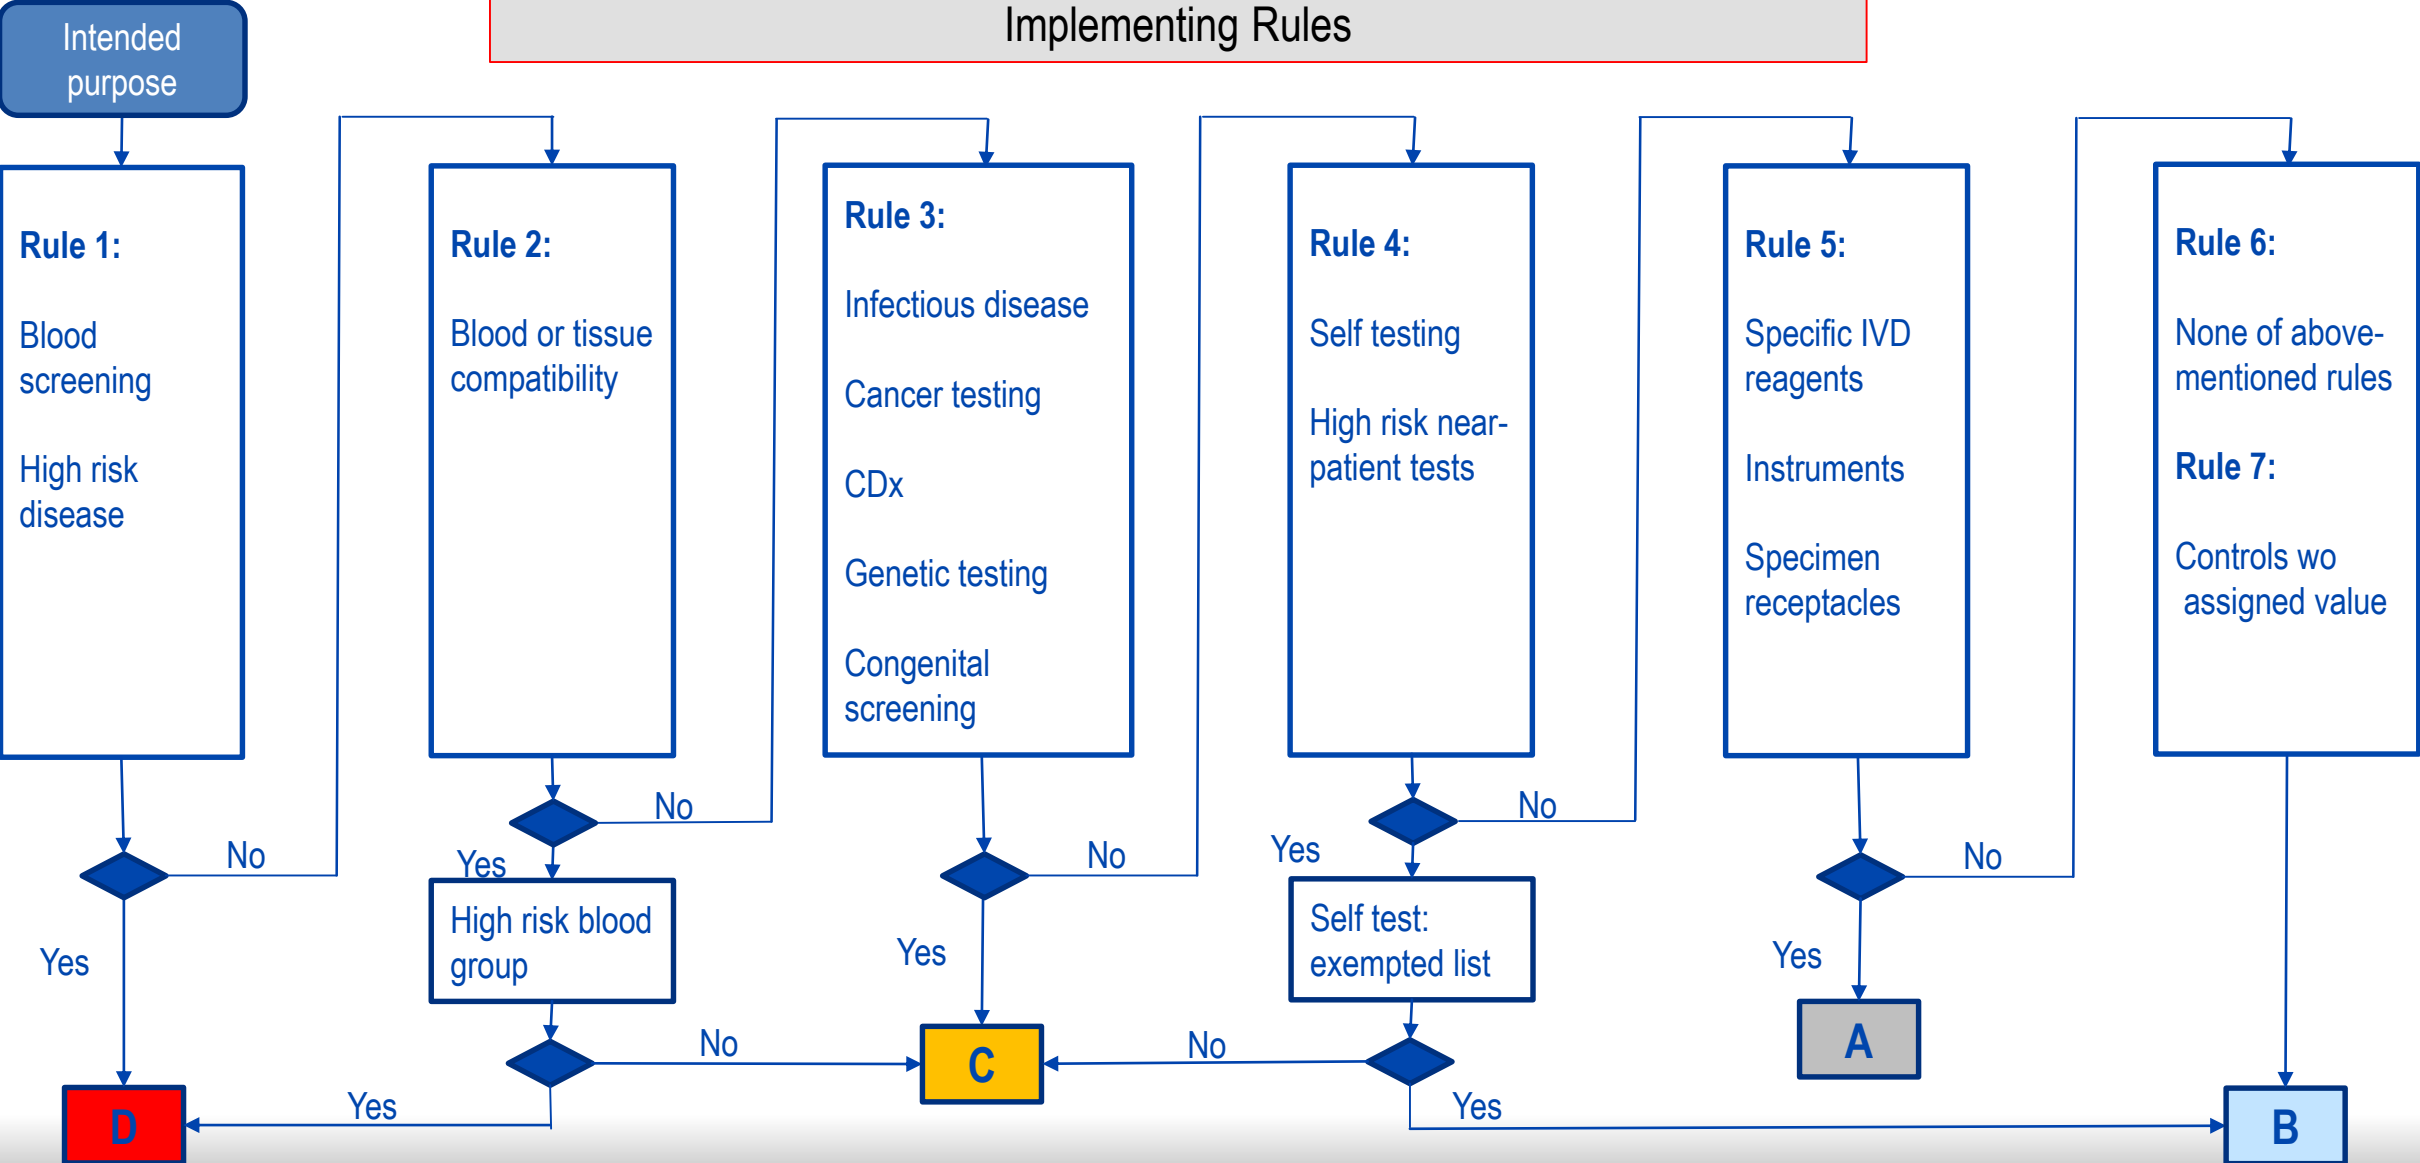 Implementing Rules
Intended
purpose
Rule 1:
Blood
screening
High risk
disease
No
Yes
D
Rule 2:
Blood or tissue
compatibility
No
Yes
High risk blood
group
No
Yes
Rule 3:
Infectious disease
Cancer testing
CDx
Genetic testing
Congenital
screening
No
Yes
C
Rule 4:
Self testing
High risk near-
patient tests
No
Yes
Self test:
exempted list
No
Yes
Rule 5:
Specific IVD
reagents
Instruments
Specimen
receptacles
No
Yes
A
Rule 6:
None of above-
mentioned rules
Rule 7:
Controls wo
assigned value
B